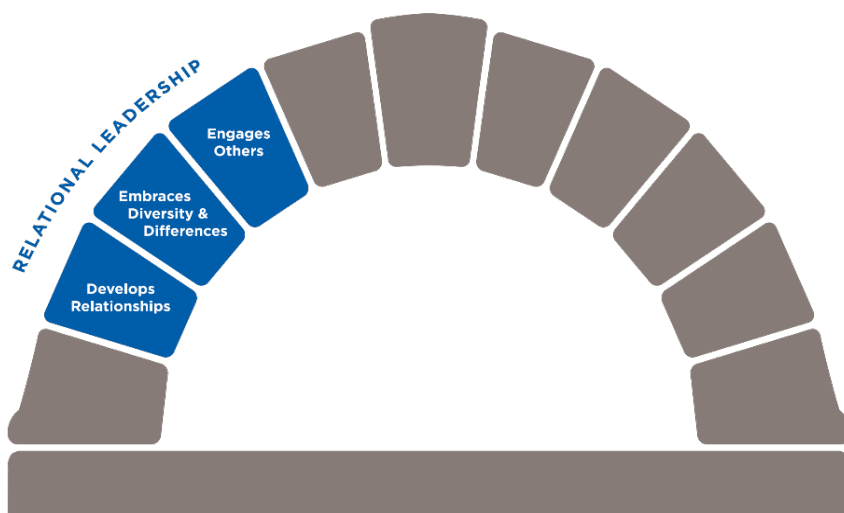 RELATIONAL LEADERSHIP
Engages
Others
Embraces
Diversity &
Differences
Develops
Relationships